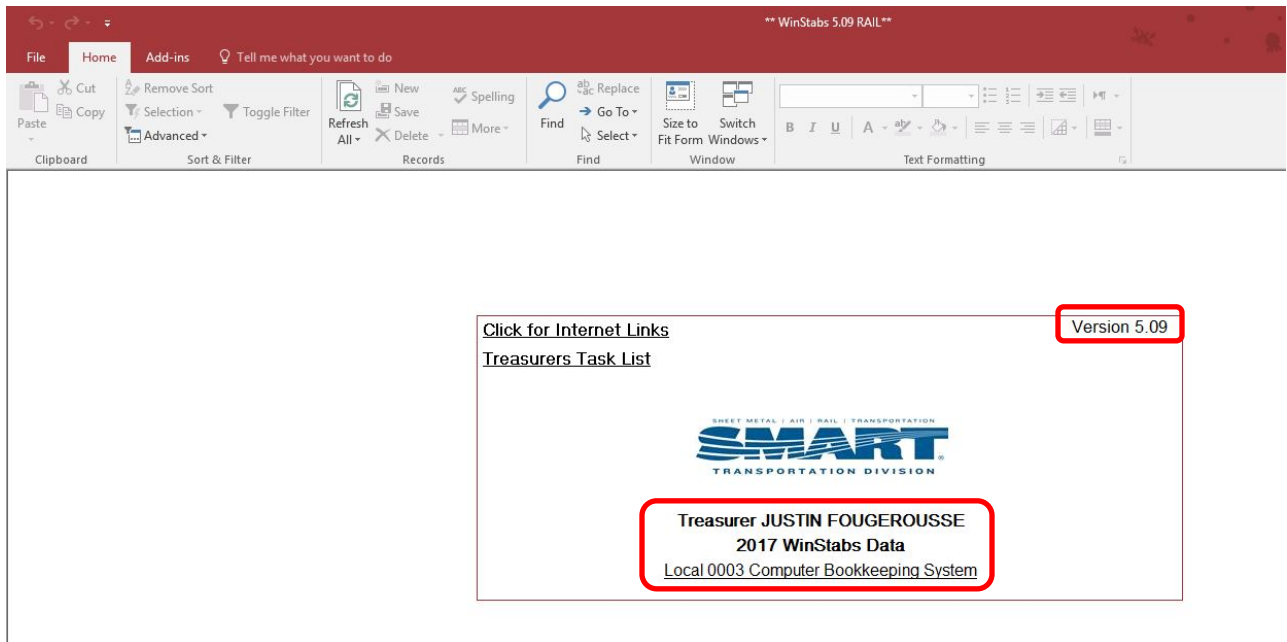 ** WinStabs 5.09 RAIL**
File Home Add-ins Tell me what you want to do
Paste Cut Copy Clipboard
Remove Sort Selection Toggle Filter Advanced Sort & Filter
Refresh All New Save Delete Spelling More Records
Find Replace Go To Select Find
Size to Fit Form Switch Windows Window
B I U A Text Formatting
Click for Internet Links Version 5.09
Treasurers Task List
SHEET METAL | AIR | RAIL | TRANSPORTATION
SMART®
TRANSPORTATION DIVISION
Treasurer JUSTIN FOUGEROUSSE
2017 WinStabs Data
Local 0003 Computer Bookkeeping System